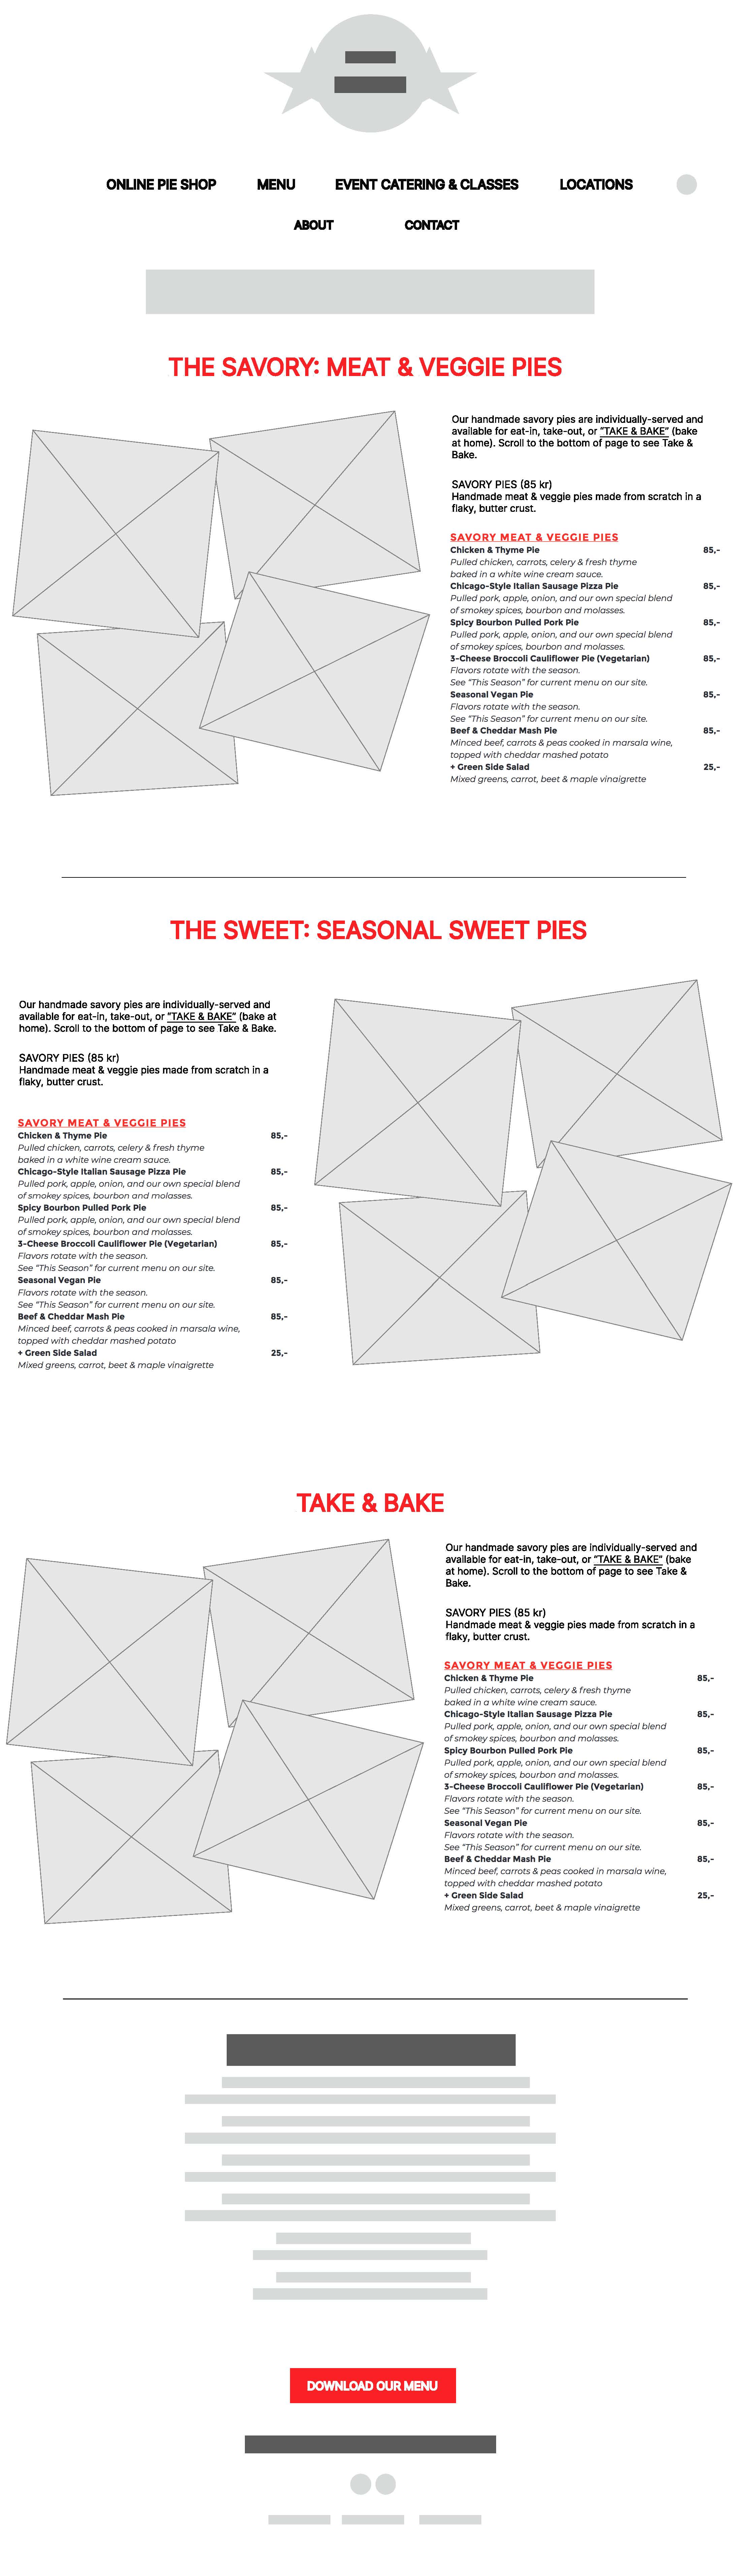 ONLINE PIE SHOP
MENU
EVENT CATERING & CLASSES
LOCATIONS
ABOUT
CONTACT
THE SAVORY: MEAT & VEGGIE PIES
Our handmade savory pies are individually-served and
available for eat-in, take-out, or “TAKE & BAKE” (bake
at home). Scroll to the bottom of page to see Take &
Bake.
SAVORY PIES (85 kr)
Handmade meat & veggie pies made from scratch in a
flaky, butter crust.
SAVORY MEAT & VEGGIE PIES
Chicken & Thyme Pie 85,-
Pulled chicken, carrots, celery & fresh thyme
baked in a white wine cream sauce.
Chicago-Style Italian Sausage Pizza Pie 85,-
Pulled pork, apple, onion, and our own special blend
of smokey spices, bourbon and molasses.
Spicy Bourbon Pulled Pork Pie 85,-
Pulled pork, apple, onion, and our own special blend
of smokey spices, bourbon and molasses.
3-Cheese Broccoli Cauliflower Pie (Vegetarian) 85,-
Flavors rotate with the season.
See “This Season” for current menu on our site.
Seasonal Vegan Pie 85,-
Flavors rotate with the season.
See “This Season” for current menu on our site.
Beef & Cheddar Mash Pie 85,-
Minced beef, carrots & peas cooked in marsala wine,
topped with cheddar mashed potato
+ Green Side Salad 25,-
Mixed greens, carrot, beet & maple vinaigrette
THE SWEET: SEASONAL SWEET PIES
Our handmade savory pies are individually-served and
available for eat-in, take-out, or “TAKE & BAKE” (bake at
home). Scroll to the bottom of page to see Take & Bake.
SAVORY PIES (85 kr)
Handmade meat & veggie pies made from scratch in a
flaky, butter crust.
SAVORY MEAT & VEGGIE PIES
Chicken & Thyme Pie 85,-
Pulled chicken, carrots, celery & fresh thyme
baked in a white wine cream sauce.
Chicago-Style Italian Sausage Pizza Pie 85,-
Pulled pork, apple, onion, and our own special blend
of smokey spices, bourbon and molasses.
Spicy Bourbon Pulled Pork Pie 85,-
Pulled pork, apple, onion, and our own special blend
of smokey spices, bourbon and molasses.
3-Cheese Broccoli Cauliflower Pie (Vegetarian) 85,-
Flavors rotate with the season.
See “This Season” for current menu on our site.
Seasonal Vegan Pie 85,-
Flavors rotate with the season.
See “This Season” for current menu on our site.
Beef & Cheddar Mash Pie 85,-
Minced beef, carrots & peas cooked in marsala wine,
topped with cheddar mashed potato
+ Green Side Salad 25,-
Mixed greens, carrot, beet & maple vinaigrette
TAKE & BAKE
Our handmade savory pies are individually-served and
available for eat-in, take-out, or “TAKE & BAKE” (bake
at home). Scroll to the bottom of page to see Take &
Bake.
SAVORY PIES (85 kr)
Handmade meat & veggie pies made from scratch in a
flaky, butter crust.
SAVORY MEAT & VEGGIE PIES
Chicken & Thyme Pie 85,-
Pulled chicken, carrots, celery & fresh thyme
baked in a white wine cream sauce.
Chicago-Style Italian Sausage Pizza Pie 85,-
Pulled pork, apple, onion, and our own special blend
of smokey spices, bourbon and molasses.
Spicy Bourbon Pulled Pork Pie 85,-
Pulled pork, apple, onion, and our own special blend
of smokey spices, bourbon and molasses.
3-Cheese Broccoli Cauliflower Pie (Vegetarian) 85,-
Flavors rotate with the season.
See “This Season” for current menu on our site.
Seasonal Vegan Pie 85,-
Flavors rotate with the season.
See “This Season” for current menu on our site.
Beef & Cheddar Mash Pie 85,-
Minced beef, carrots & peas cooked in marsala wine,
topped with cheddar mashed potato
+ Green Side Salad 25,-
Mixed greens, carrot, beet & maple vinaigrette
DOWNLOAD OUR MENU